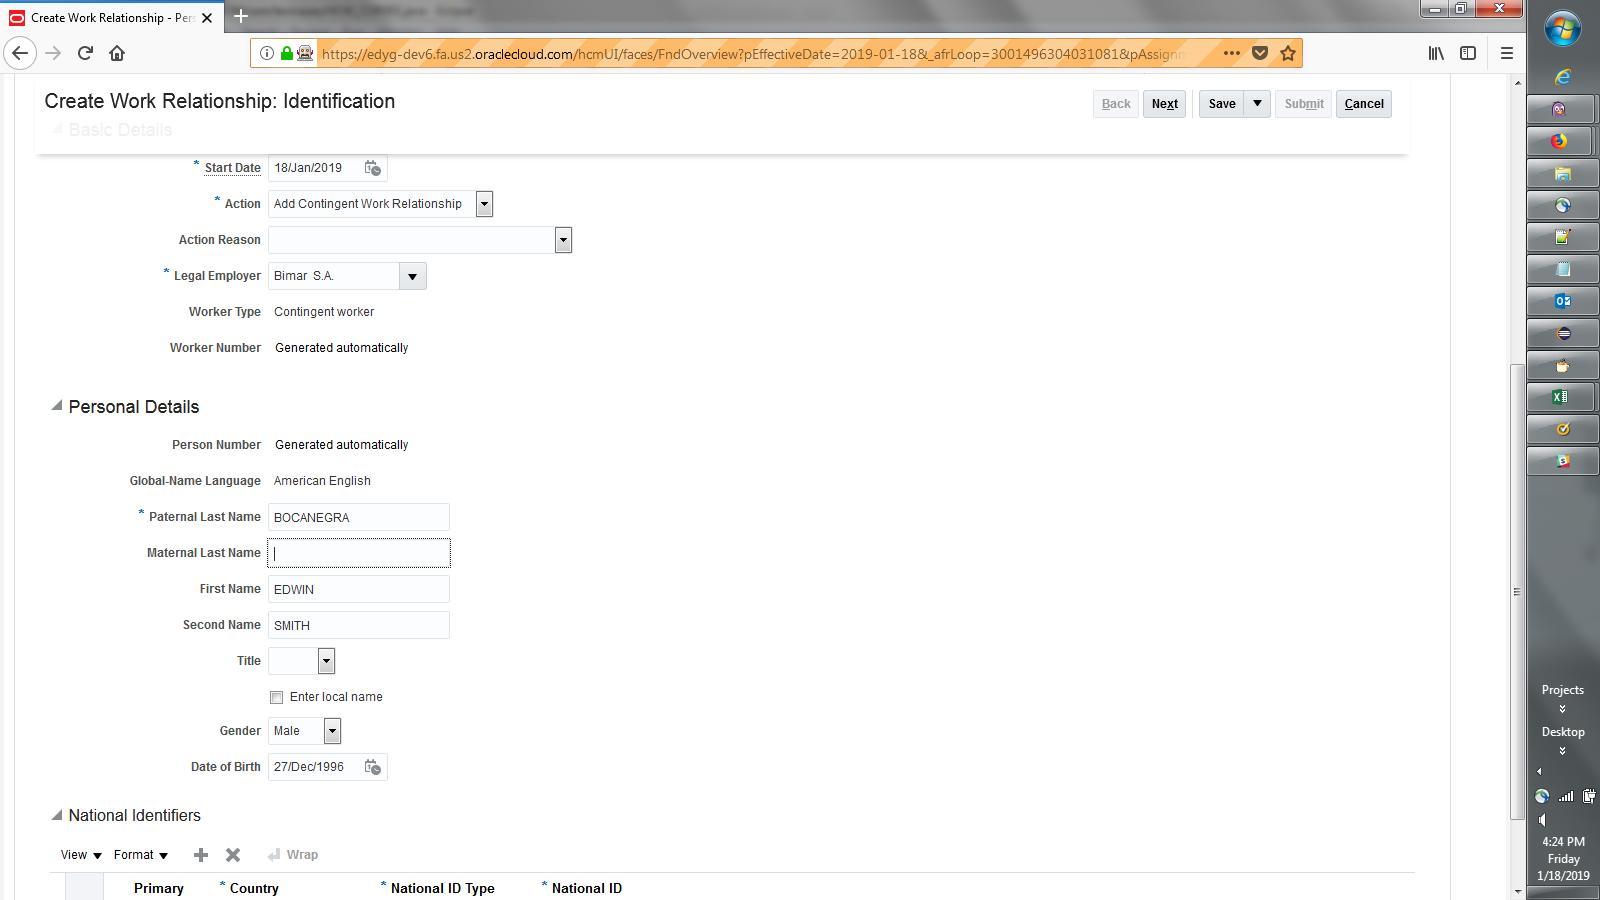 Create Work Relationship - Pers
https://edyg-dev6.fa.us2.oraclecloud.com/hcmUI/faces/FndOverview?pEffectiveDate=2019-01-18&_afrLoop=3001496304031081&pAssignm
Create Work Relationship: Identification
Back Next Save Submit Cancel
Basic Details
* Start Date 18/Jan/2019
* Action Add Contingent Work Relationship
Action Reason
* Legal Employer Bimar S.A.
Worker Type Contingent worker
Worker Number Generated automatically
Personal Details
Person Number Generated automatically
Global-Name Language American English
* Paternal Last Name BOCANEGRA
Maternal Last Name
First Name EDWIN
Second Name SMITH
Title
Enter local name
Gender Male
Date of Birth 27/Dec/1996
National Identifiers
View Format Wrap
Primary * Country * National ID Type * National ID
Projects
Desktop
4:24 PM
Friday
1/18/2019